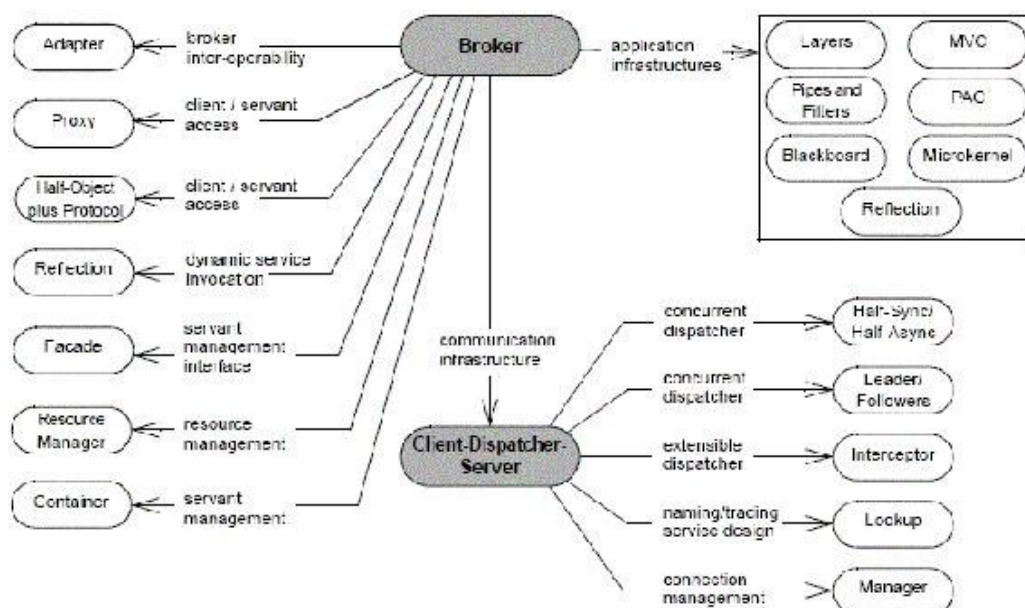 Adapter
broker
inter-operability
Broker
application
infrastructures
Layers
MVC
Pipes and
Filters
PAC
Blackboard
Microkernel
Reflection
Proxy
client / servant
access
Half-Object
plus Protocol
client / servant
access
Reflection
dynamic service
invocation
Facade
servant
management
interface
Resource
Manager
resource
management
Container
servant
management
communication
infrastructure
Client-Dispatcher-
Server
concurrent
dispatcher
Half-Sync/
Half Async
concurrent
dispatcher
Leader/
Followers
extensible
dispatcher
Interceptor
naming/trading
service design
Lookup
connection
management
Manager